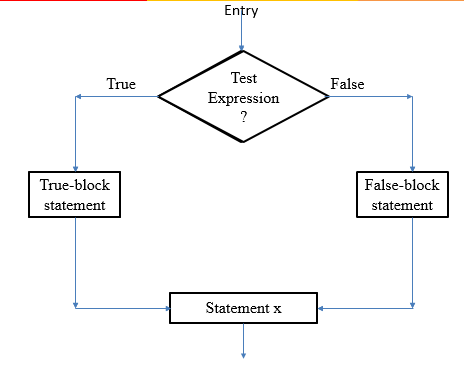 Entry
True
Test
Expression
?
False
True-block
statement
False-block
statement
Statement x